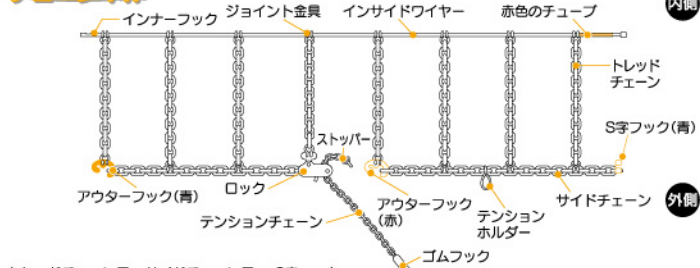 内側
インナーフック
ジョイント金具
インサイドワイヤー
赤色のチューブ
トレッド
チェーン
S字フック(青)
ストッパー
アウターフック(青)
ロック
テンションチェーン
アウターフック
(赤)
テンション
ホルダー
サイドチェーン
外側
ゴムフック